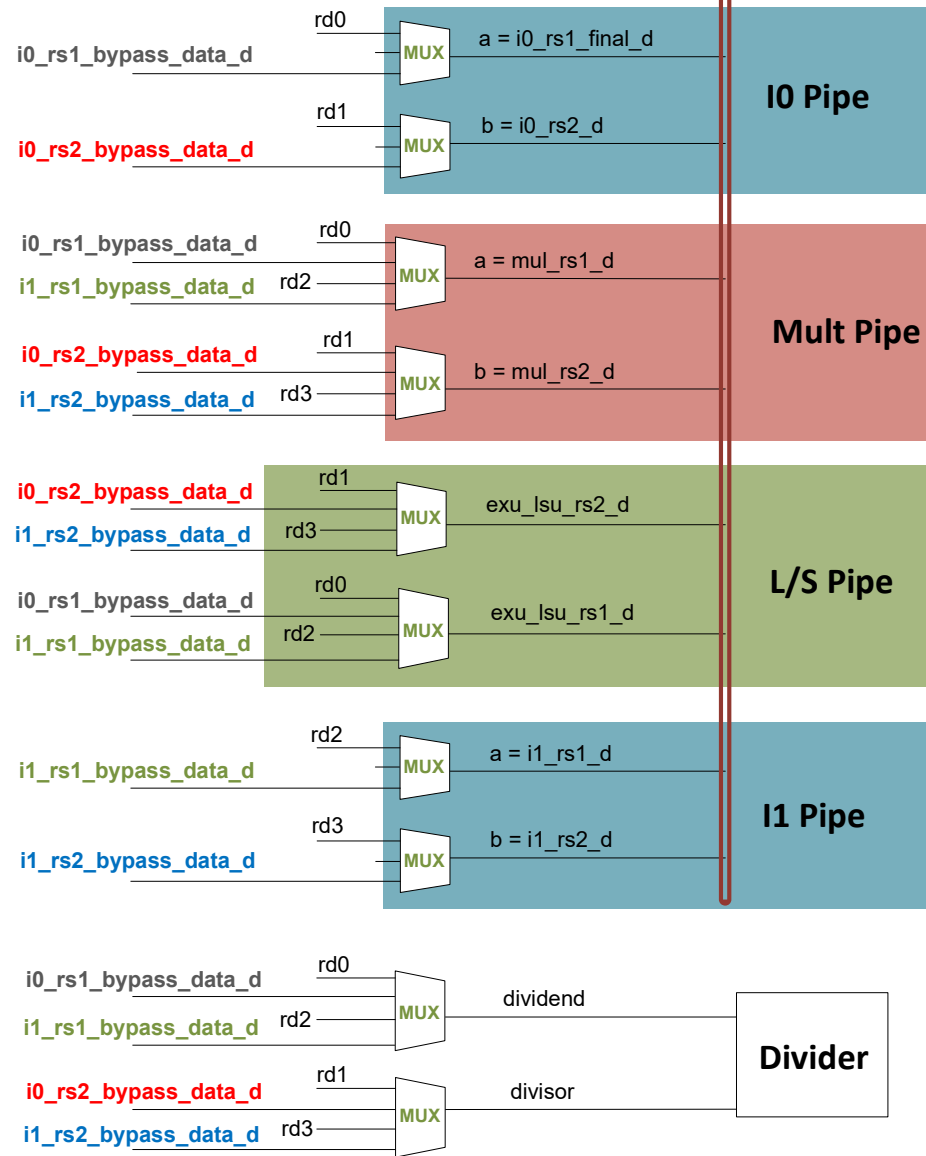 rd0
i0_rs1_bypass_data_d
MUX
a = i0_rs1_final_d
I0 Pipe
rd1
i0_rs2_bypass_data_d
MUX
b = i0_rs2_d
rd0
i0_rs1_bypass_data_d
i1_rs1_bypass_data_d
rd2
MUX
a = mul_rs1_d
Mult Pipe
rd1
i0_rs2_bypass_data_d
i1_rs2_bypass_data_d
rd3
MUX
b = mul_rs2_d
rd1
i0_rs2_bypass_data_d
i1_rs2_bypass_data_d
rd3
MUX
exu_lsu_rs2_d
L/S Pipe
rd0
i0_rs1_bypass_data_d
i1_rs1_bypass_data_d
rd2
MUX
exu_lsu_rs1_d
rd2
i1_rs1_bypass_data_d
MUX
a = i1_rs1_d
I1 Pipe
rd3
i1_rs2_bypass_data_d
MUX
b = i1_rs2_d
rd0
i0_rs1_bypass_data_d
i1_rs1_bypass_data_d
rd2
MUX
dividend
Divider
rd1
i0_rs2_bypass_data_d
i1_rs2_bypass_data_d
rd3
MUX
divisor